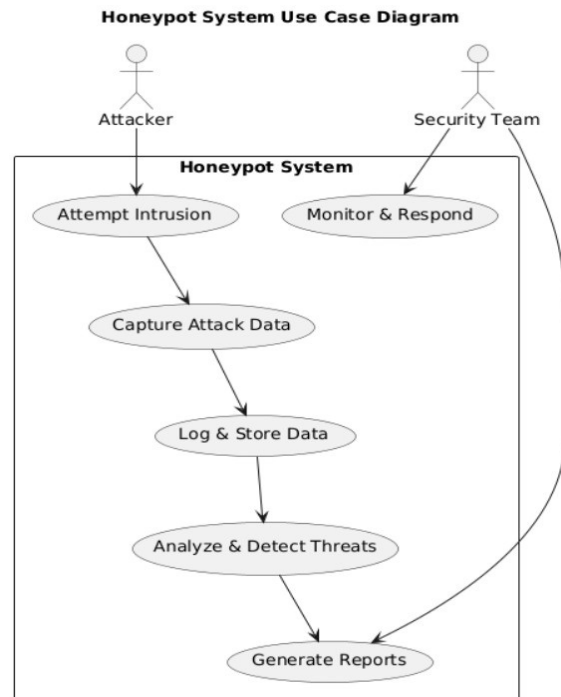 Honeypot System Use Case Diagram
Attacker
Security Team
Honeypot System
Attempt Intrusion
Monitor & Respond
Capture Attack Data
Log & Store Data
Analyze & Detect Threats
Generate Reports